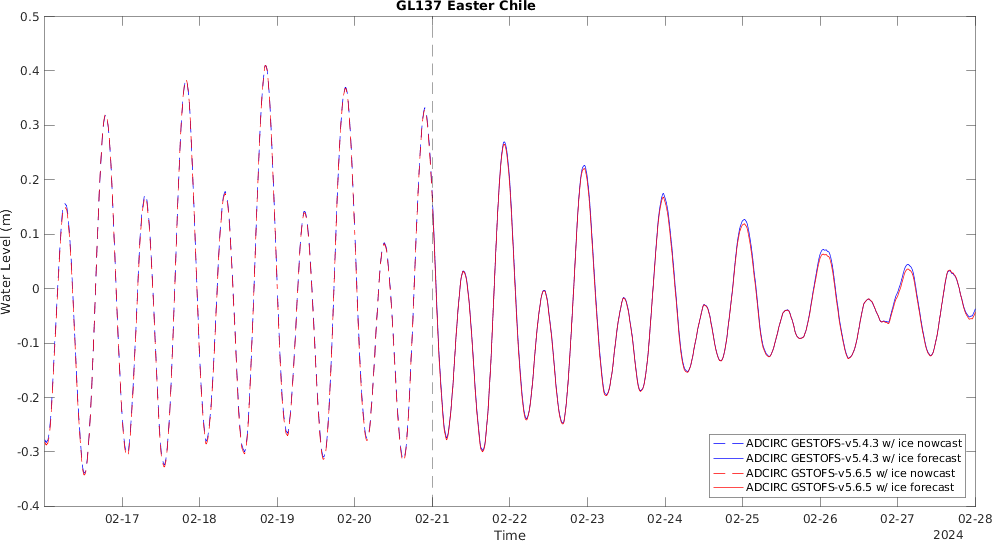 GL137 Easter Chile
Water Level (m)
0.5
0.4
0.3
0.2
0.1
0
-0.1
-0.2
-0.3
-0.4
ADCIRC GESTOFS-v5.4.3 w/ ice nowcast
ADCIRC GESTOFS-v5.4.3 w/ ice forecast
ADCIRC GSTOFS-v5.6.5 w/ ice nowcast
ADCIRC GSTOFS-v5.6.5 w/ ice forecast
02-17 02-18 02-19 02-20 02-21 02-22 02-23 02-24 02-25 02-26 02-27 02-28
Time
2024